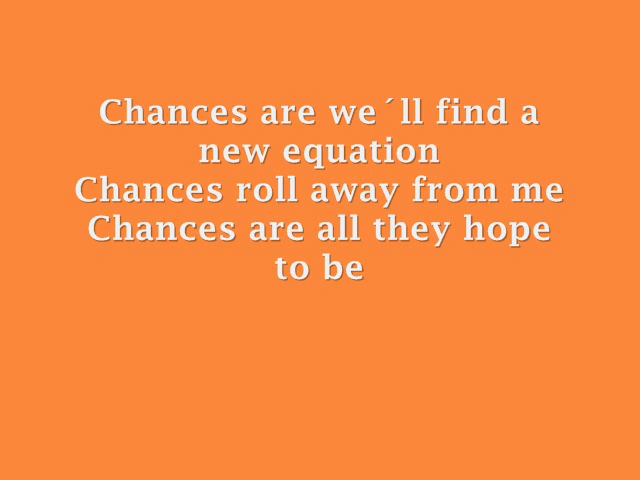 Chances are we´ll find a
new equation
Chances roll away from me
Chances are all they hope
to be